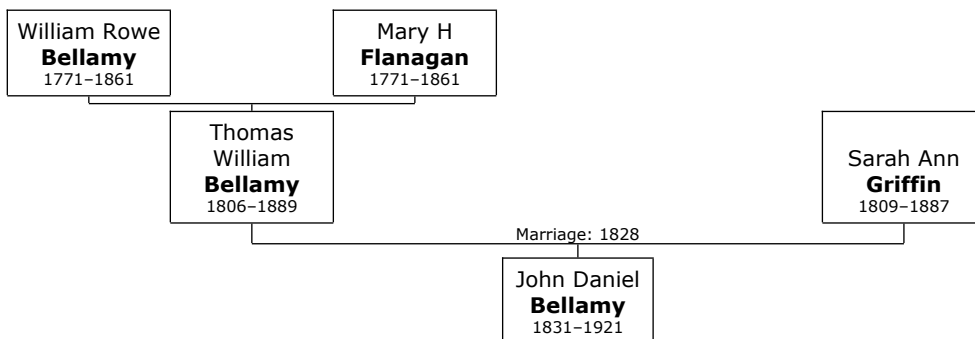 William Rowe
Bellamy
1771–1861
Mary H
Flanagan
1771–1861
Thomas
William
Bellamy
1806–1889
Sarah Ann
Griffin
1809–1887
Marriage: 1828
John Daniel
Bellamy
1831–1921